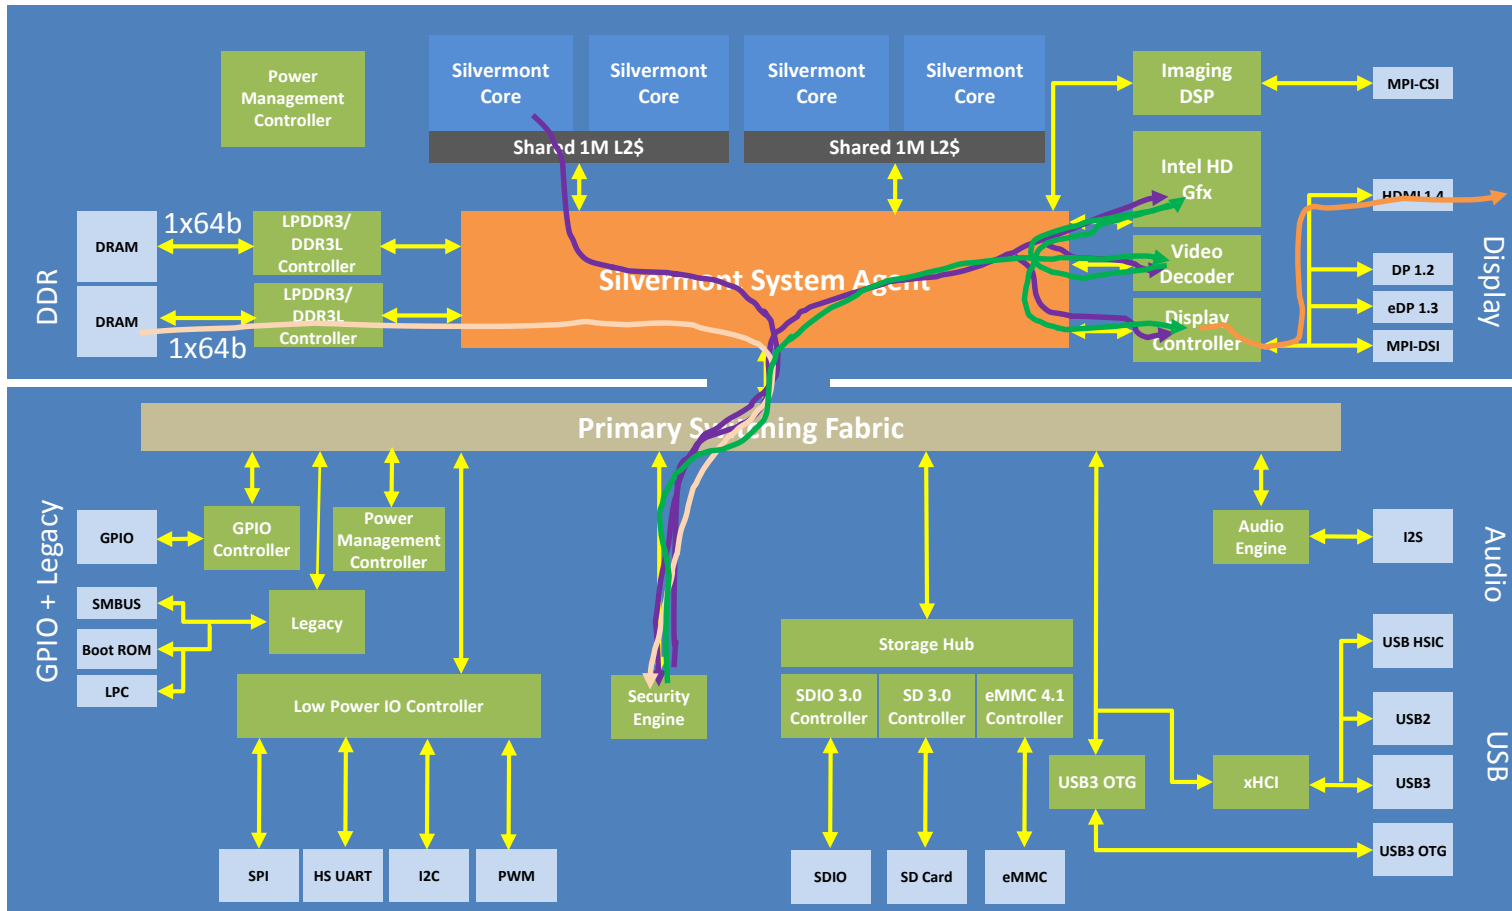 Power
Management
Controller
Silvermont
Core
Silvermont
Core
Shared 1M L2$
Silvermont
Core
Silvermont
Core
Shared 1M L2$
Imaging
DSP
MPI-CSI
Intel HD
Gfx
HDMI 1.4
DRAM
1x64b
LPDDR3/
DDR3L
Controller
Silvermont System Agent
Video
Decoder
DP 1.2
DDR
DRAM
1x64b
LPDDR3/
DDR3L
Controller
Display
Controller
eDP 1.3
MPI-DSI
Display
Primary Switching Fabric
GPIO + Legacy
GPIO
GPIO
Controller
Power
Management
Controller
Audio
Engine
I2S
Audio
SMBUS
Boot ROM
LPC
Legacy
Low Power IO Controller
SPI
HS UART
I2C
PWM
Security
Engine
Storage Hub
SDIO 3.0
Controller
SD 3.0
Controller
eMMC 4.1
Controller
SDIO
SD Card
eMMC
USB3 OTG
xHCI
USB HSIC
USB2
USB3
USB3 OTG
USB